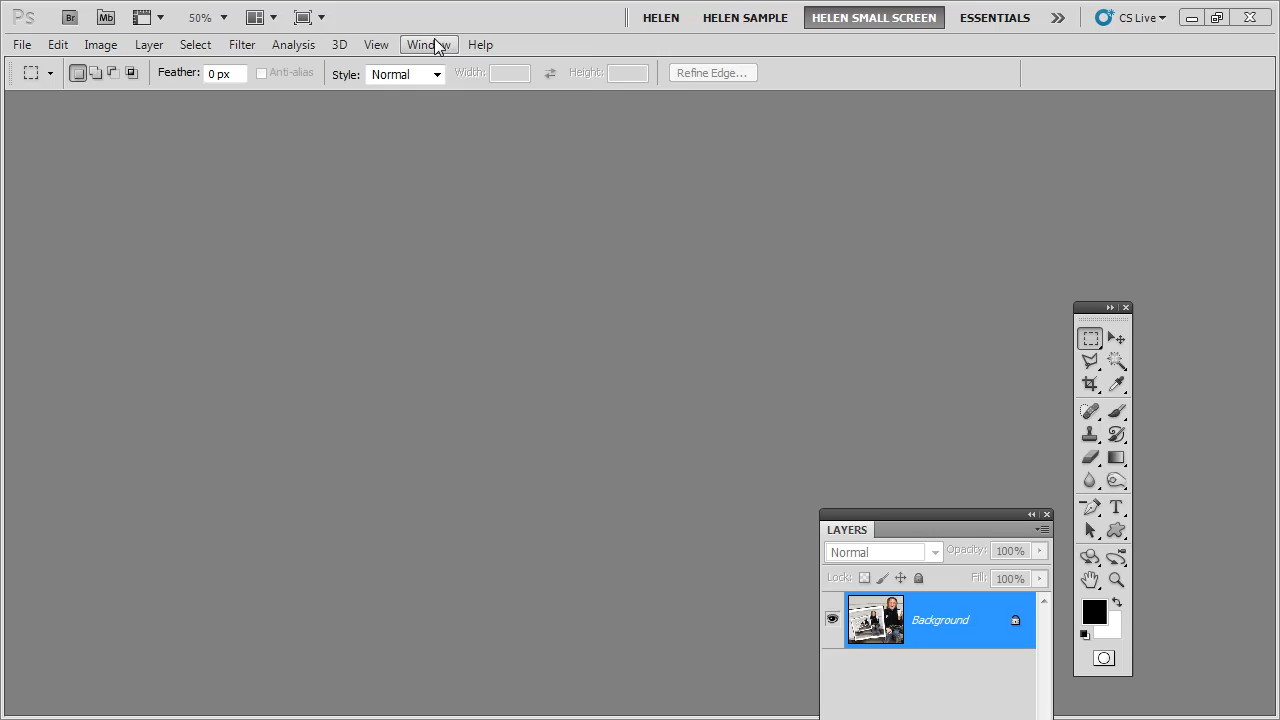 Ps Br Mb 50% HELEN HELEN SAMPLE HELEN SMALL SCREEN ESSENTIALS CS Live
File Edit Image Layer Select Filter Analysis 3D View Window Help
Feather: 0 px Anti-alias Style: Normal Width: Height: Refine Edge...
LAYERS
Normal Opacity: 100%
Lock: Fill: 100%
Background
T